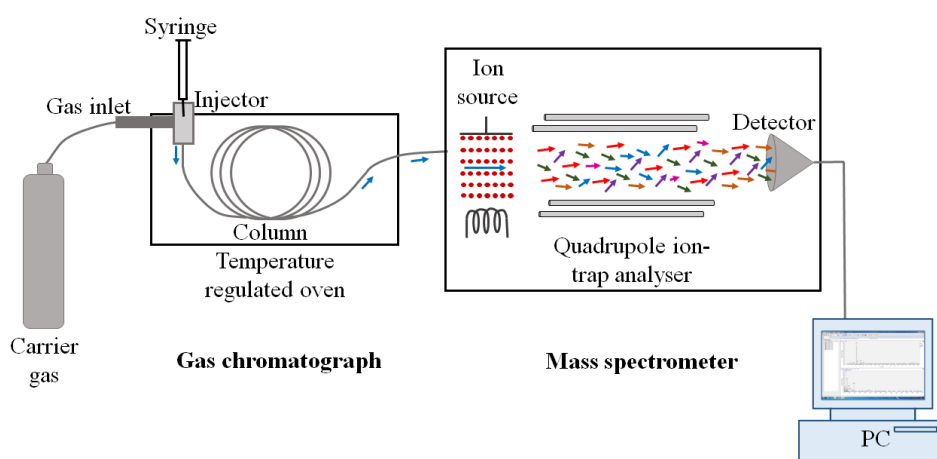 Syringe
Gas inlet
Injector
Ion
source
Detector
Column
Temperature
regulated oven
Quadrupole ion-
trap analyser
Carrier
gas
Gas chromatograph
Mass spectrometer
PC